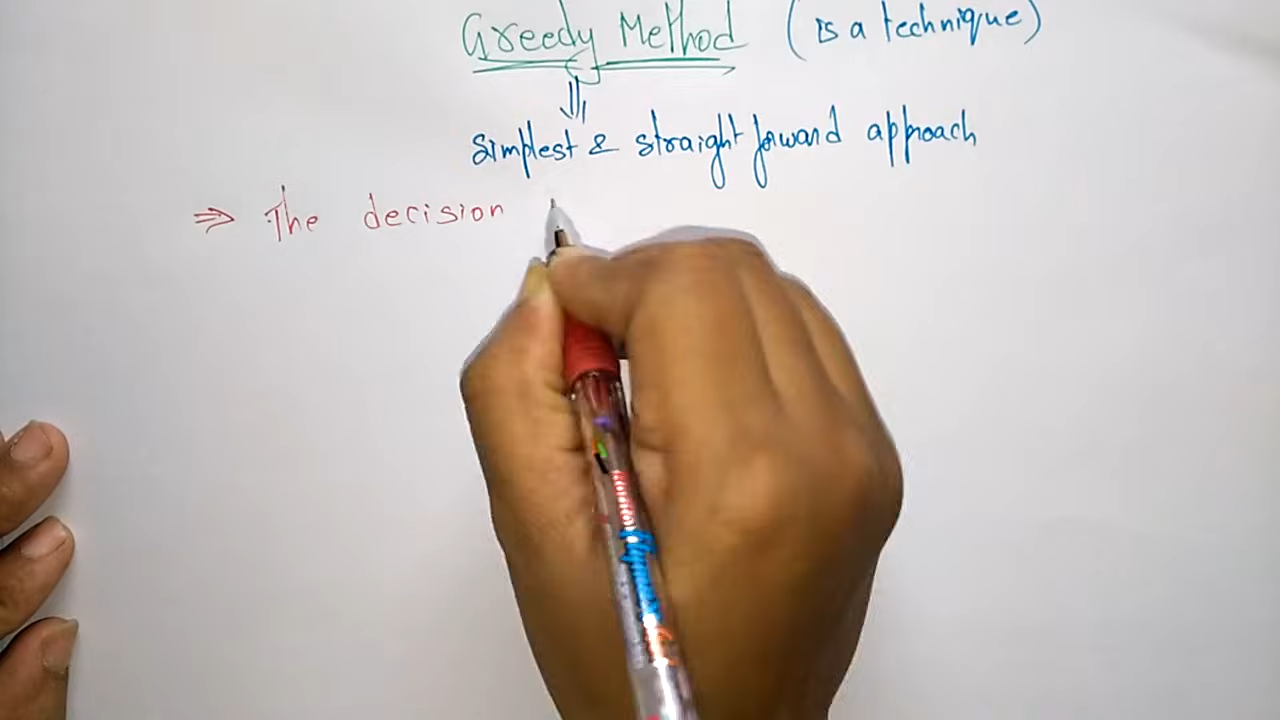 Greedy Method (is a technique)
⇓
Simplest & straight forward approach
⇒ The decision